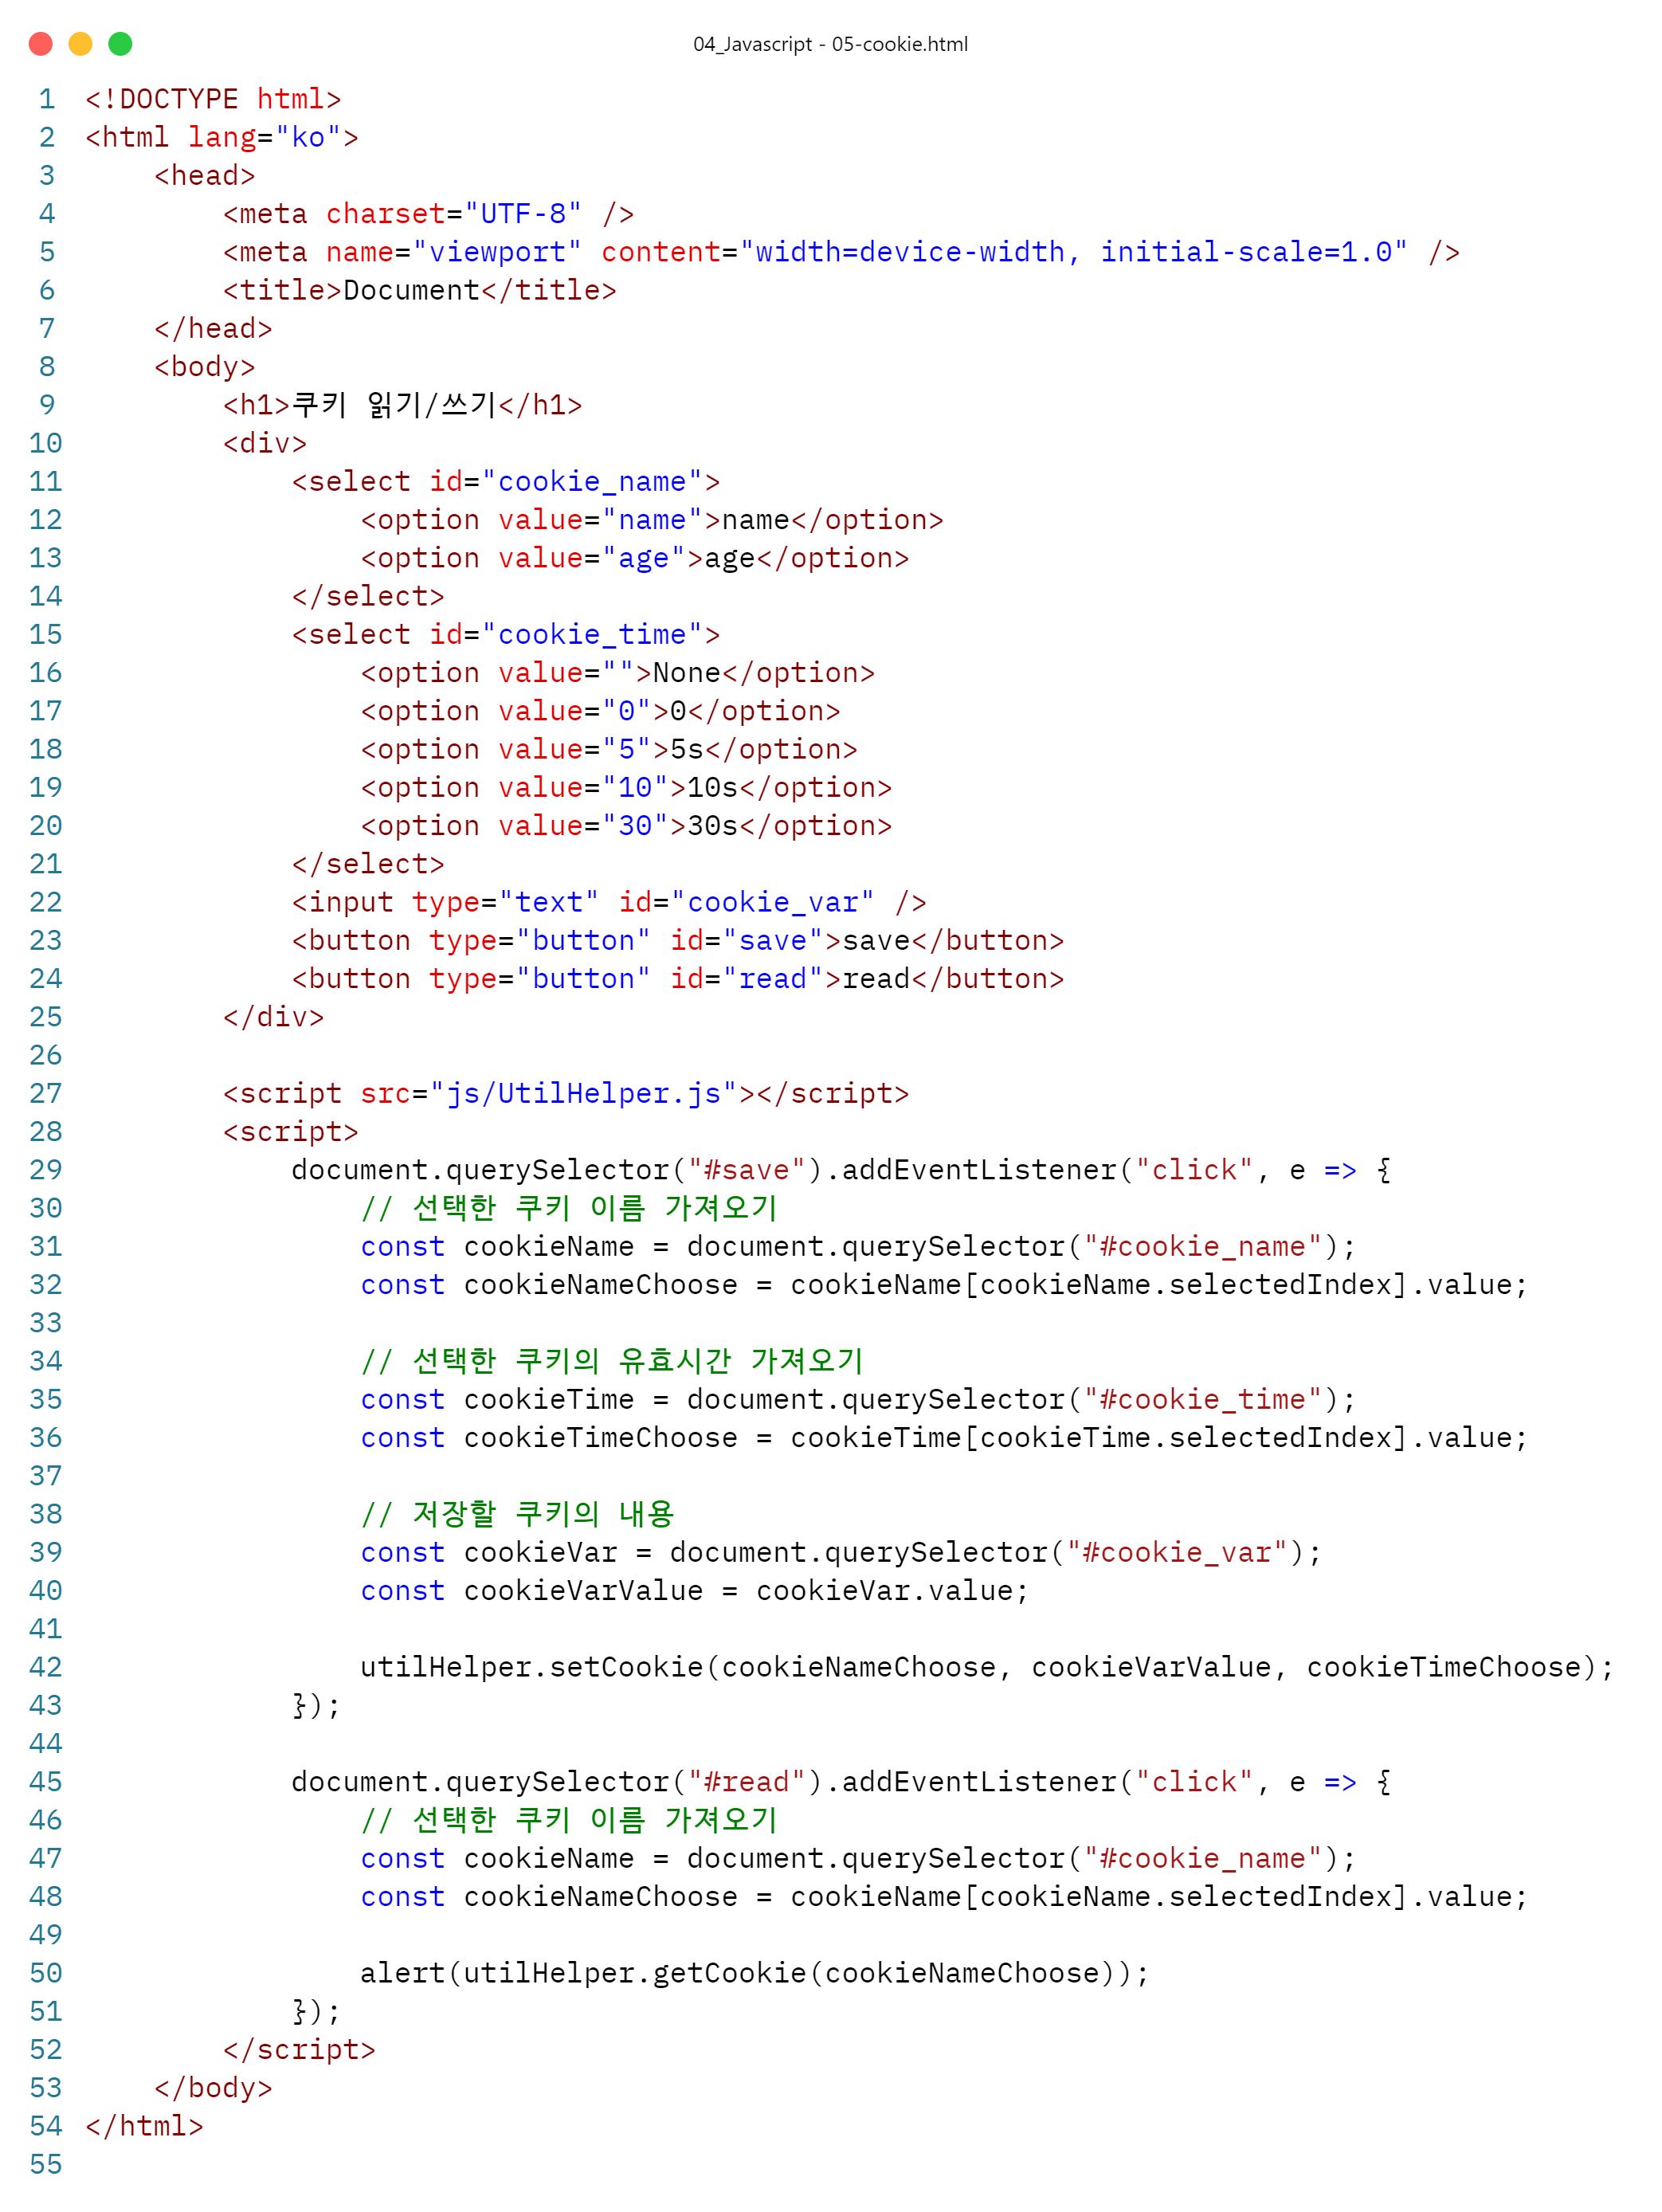 04_Javascript - 05-cookie.html
1 <!DOCTYPE html>
2 <html lang="ko">
3     <head>
4         <meta charset="UTF-8" />
5         <meta name="viewport" content="width=device-width, initial-scale=1.0" />
6         <title>Document</title>
7     </head>
8     <body>
9         <h1>쿠키 읽기/쓰기</h1>
10         <div>
11             <select id="cookie_name">
12                 <option value="name">name</option>
13                 <option value="age">age</option>
14             </select>
15             <select id="cookie_time">
16                 <option value="">None</option>
17                 <option value="0">0</option>
18                 <option value="5">5s</option>
19                 <option value="10">10s</option>
20                 <option value="30">30s</option>
21             </select>
22             <input type="text" id="cookie_var" />
23             <button type="button" id="save">save</button>
24             <button type="button" id="read">read</button>
25         </div>
26
27         <script src="js/UtilHelper.js"></script>
28         <script>
29             document.querySelector("#save").addEventListener("click", e => {
30                 // 선택한 쿠키 이름 가져오기
31                 const cookieName = document.querySelector("#cookie_name");
32                 const cookieNameChoose = cookieName[cookieName.selectedIndex].value;
33
34                 // 선택한 쿠키의 유효시간 가져오기
35                 const cookieTime = document.querySelector("#cookie_time");
36                 const cookieTimeChoose = cookieTime[cookieTime.selectedIndex].value;
37
38                 // 저장할 쿠키의 내용
39                 const cookieVar = document.querySelector("#cookie_var");
40                 const cookieVarValue = cookieVar.value;
41
42                 utilHelper.setCookie(cookieNameChoose, cookieVarValue, cookieTimeChoose);
43             });
44
45             document.querySelector("#read").addEventListener("click", e => {
46                 // 선택한 쿠키 이름 가져오기
47                 const cookieName = document.querySelector("#cookie_name");
48                 const cookieNameChoose = cookieName[cookieName.selectedIndex].value;
49
50                 alert(utilHelper.getCookie(cookieNameChoose));
51             });
52         </script>
53     </body>
54 </html>
55